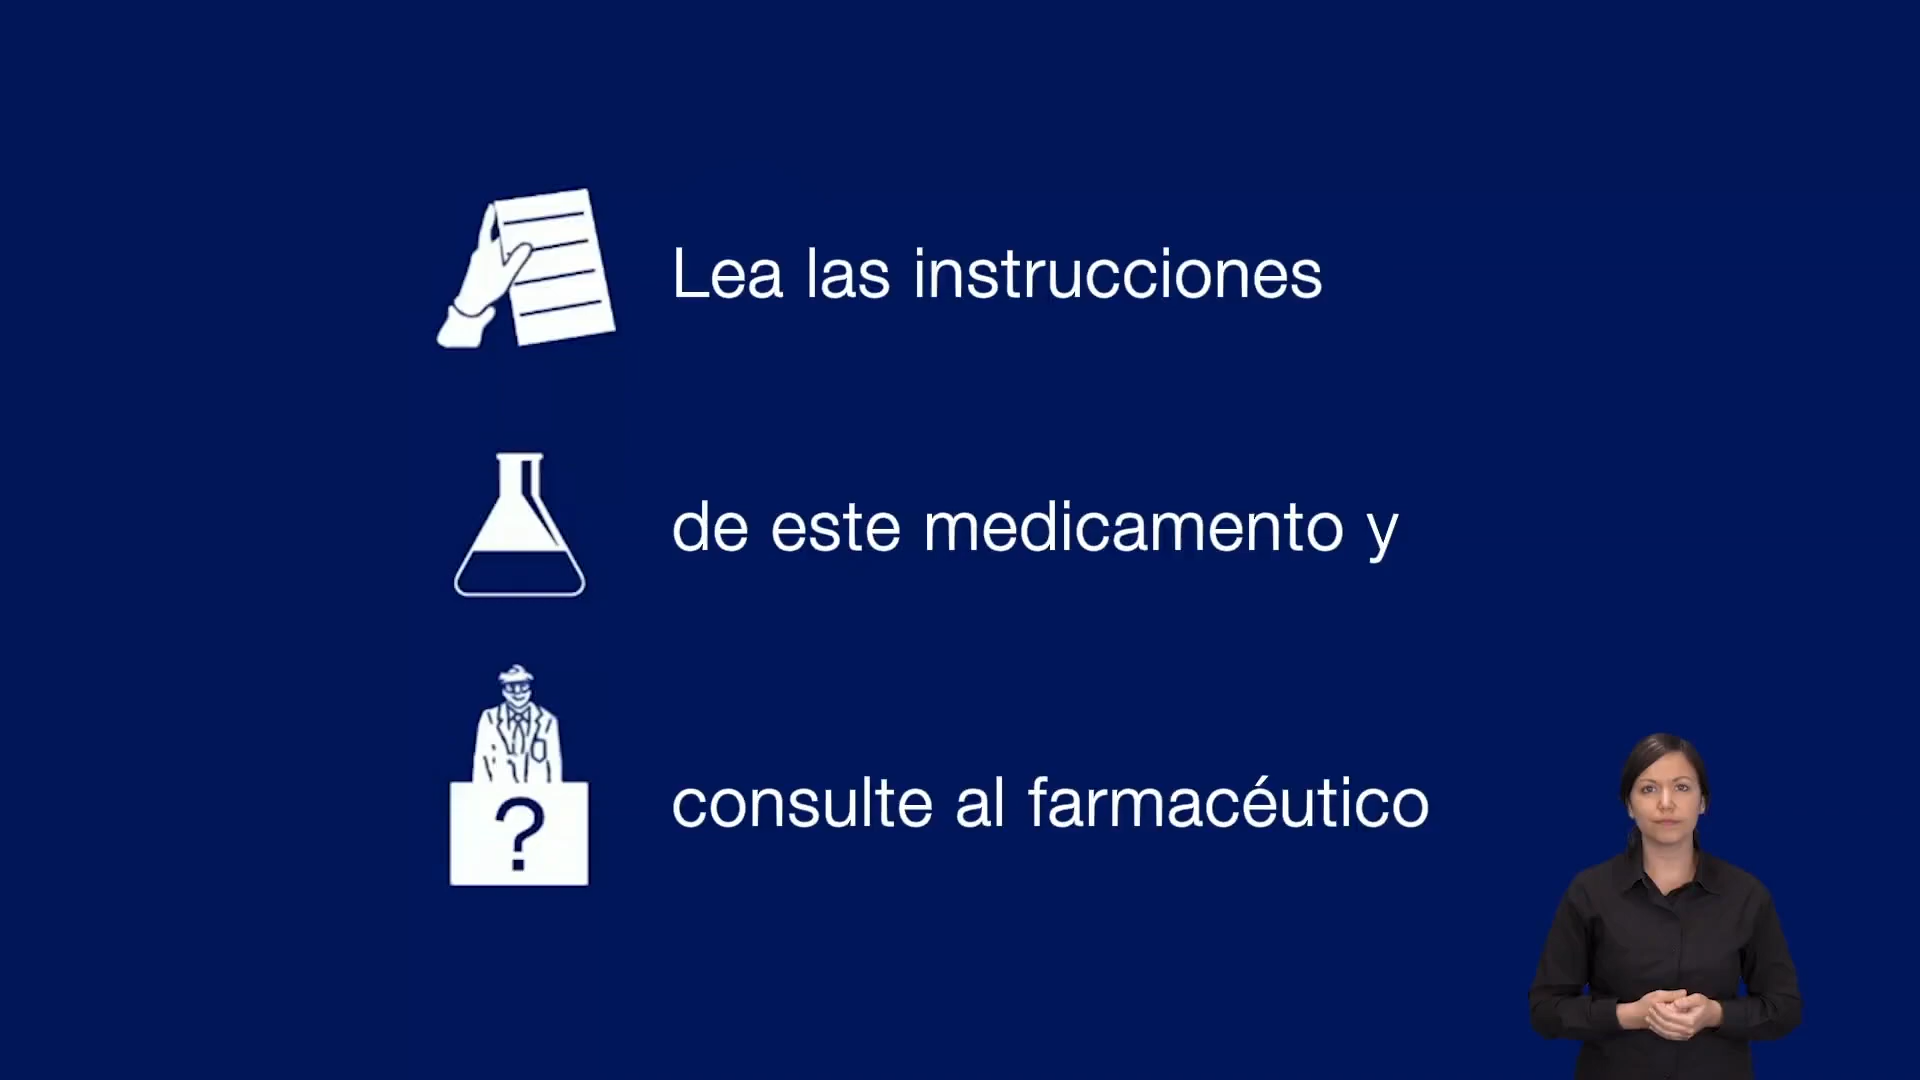 Lea las instrucciones
de este medicamento y
consulte al farmacéutico
?